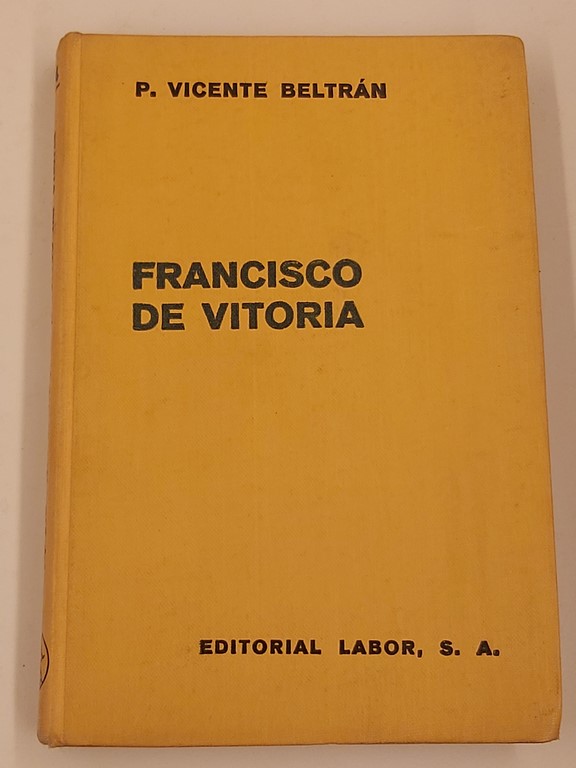 P. VICENTE BELTRÁN
FRANCISCO
DE VITORIA
EDITORIAL LABOR, S. A.